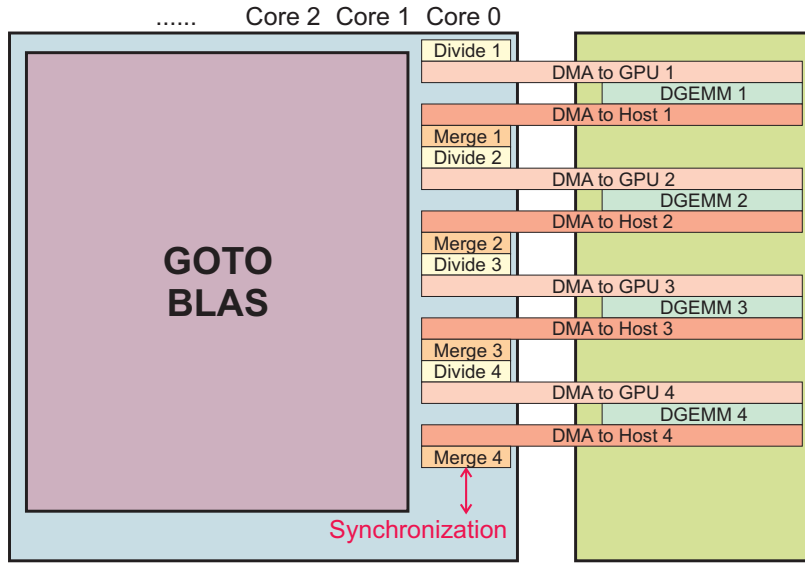 ...... Core 2 Core 1 Core 0
Divide 1
DMA to GPU 1
DGEMM 1
DMA to Host 1
Merge 1
Divide 2
DMA to GPU 2
DGEMM 2
DMA to Host 2
Merge 2
Divide 3
DMA to GPU 3
DGEMM 3
DMA to Host 3
Merge 3
Divide 4
DMA to GPU 4
DGEMM 4
DMA to Host 4
Merge 4
Synchronization
GOTO
BLAS